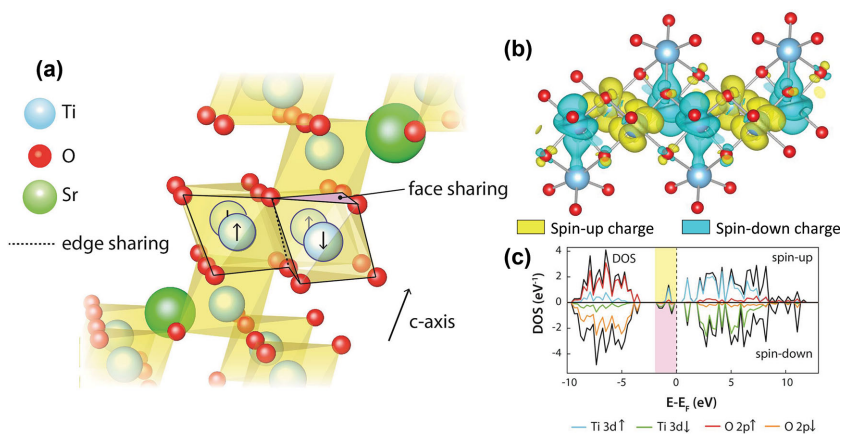 (a)
Ti
O
Sr
edge sharing
face sharing
c-axis
↑
↑
↓
(b)
Spin-up charge
Spin-down charge
(c)
DOS
spin-up
spin-down
DOS (eV⁻¹)
4
2
0
2
4
-10
-5
0
5
10
E-E_F (eV)
Ti 3d↑
Ti 3d↓
O 2p↑
O 2p↓